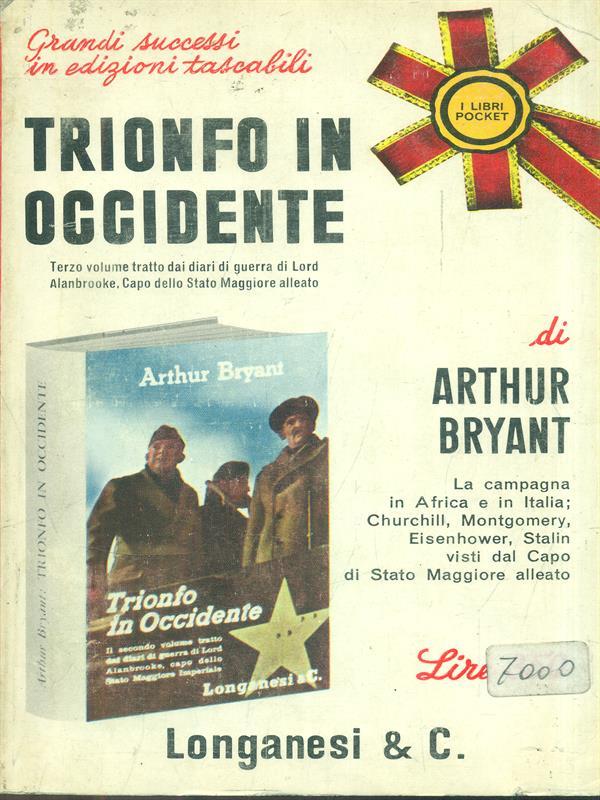 Grandi successi
in edizioni tascabili
I LIBRI
POCKET
TRIONFO IN
OCCIDENTE
Terzo volume tratto dai diari di guerra di Lord
Alanbrooke, Capo dello Stato Maggiore alleato
di
ARTHUR
BRYANT
La campagna
in Africa e in Italia;
Churchill, Montgomery,
Eisenhower, Stalin
visti dal Capo
di Stato Maggiore alleato
Arthur Bryant: TRIONFO IN OCCIDENTE
Arthur Bryant
Trionfo
in Occidente
Il secondo volume tratto
dai diari di guerra di Lord
Alanbrooke, capo dello
Stato Maggiore Imperiale
Longanesi & C.
Lire
7000
Longanesi & C.